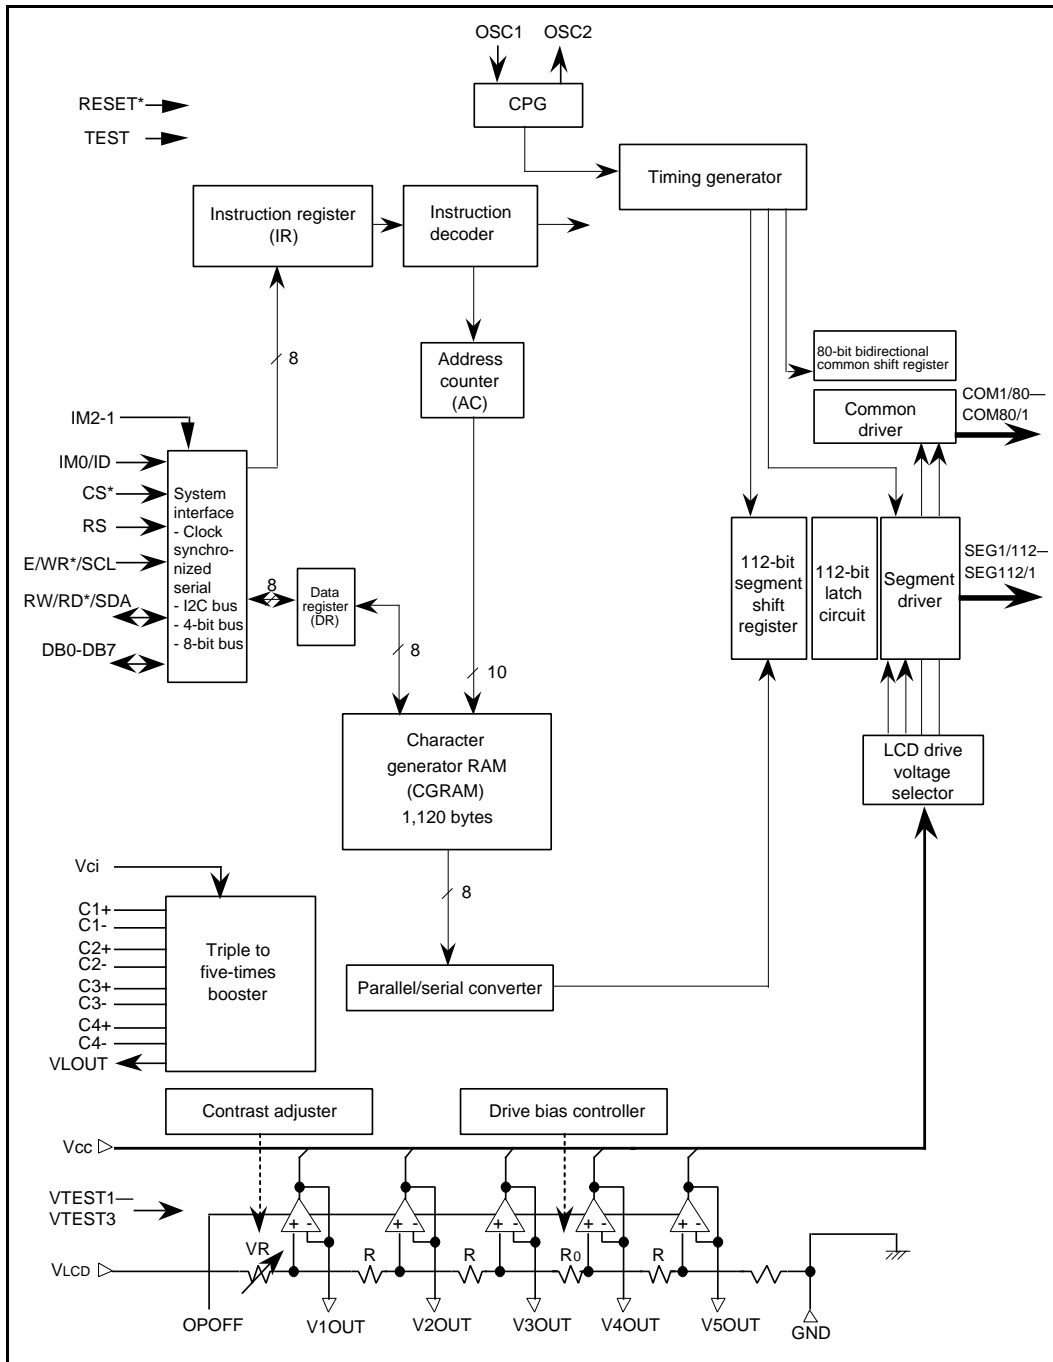 OSC1 OSC2
CPG
RESET*
TEST
Timing generator
Instruction register
(IR)
Instruction
decoder
8
Address
counter
(AC)
80-bit bidirectional
common shift register
COM1/80—
COM80/1
Common
driver
IM2-1
IM0/ID
CS*
RS
E/WR*/SCL
RW/RD*/SDA
DB0-DB7
System
interface
- Clock
synchro-
nized
serial
- I2C bus
- 4-bit bus
- 8-bit bus
8
Data
register
(DR)
8
10
112-bit
segment
shift
register
112-bit
latch
circuit
Segment
driver
SEG1/112—
SEG112/1
Character
generator RAM
(CGRAM)
1,120 bytes
LCD drive
voltage
selector
8
Parallel/serial converter
Vci
C1+
C1-
C2+
C2-
C3+
C3-
C4+
C4-
VLOUT
Triple to
five-times
booster
Contrast adjuster
Drive bias controller
Vcc
VTEST1—
VTEST3
+ - + - + - + - + -
VR R R R0 R
VLCD
OPOFF V1OUT V2OUT V3OUT V4OUT V5OUT GND